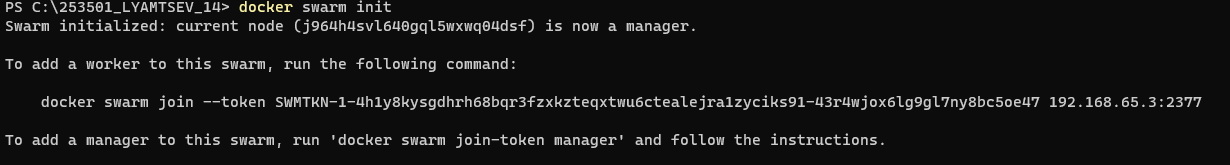 PS C:\253501_LYAMTSEV_14> docker swarm init
Swarm initialized: current node (j964h4svl640gql5wxwq04dsf) is now a manager.
To add a worker to this swarm, run the following command:
docker swarm join --token SWMTKN-1-4h1y8kysgdhrh68bqr3fzxkzteqxtwu6ctealejra1zyciks91-43r4wjox6lg9gl7ny8bc5oe47 192.168.65.3:2377
To add a manager to this swarm, run 'docker swarm join-token manager' and follow the instructions.